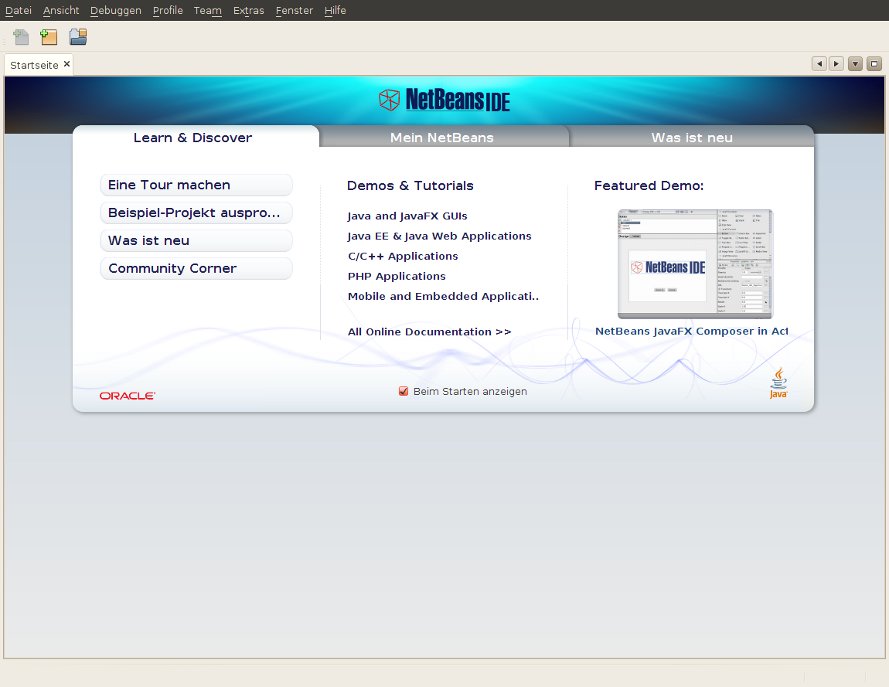 Datei Ansicht Debuggen Profile Team Extras Fenster Hilfe
Startseite
NetBeans IDE
Learn & Discover
Mein NetBeans
Was ist neu
Eine Tour machen
Beispiel-Projekt auspro...
Was ist neu
Community Corner
Demos & Tutorials
Java and JavaFX GUIs
Java EE & Java Web Applications
C/C++ Applications
PHP Applications
Mobile and Embedded Applicati..
All Online Documentation >>
Featured Demo:
NetBeans IDE
NetBeans JavaFX Composer in Act
ORACLE
Beim Starten anzeigen
Java